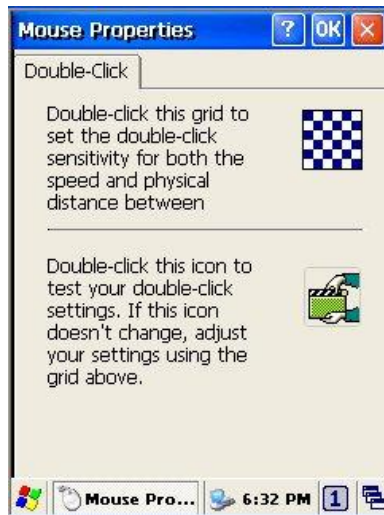 Mouse Properties ? OK ×
Double-Click
Double-click this grid to
set the double-click
sensitivity for both the
speed and physical
distance between
Double-click this icon to
test your double-click
settings. If this icon
doesn't change, adjust
your settings using the
grid above.
Mouse Pro... 6:32 PM 1